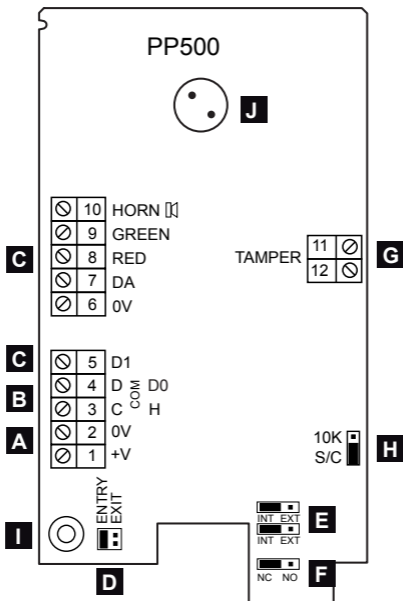 PP500
J
10 HORN
9 GREEN
C 8 RED
7 DA
6 0V
TAMPER 11 G
12
C 5 D1
4 D COM D0
B 3 C H
A 2 0V
1 +V
10K
S/C H
ENTRY
EXIT
I
D
INT EXT E
INT EXT
NC NO F